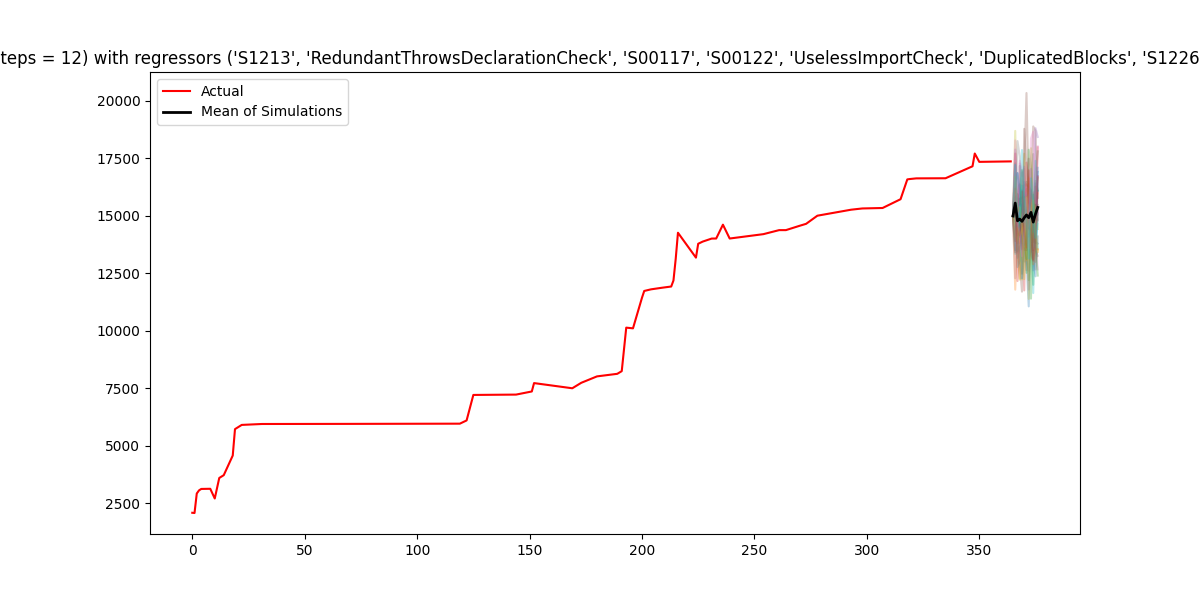 teps = 12) with regressors ('S1213', 'RedundantThrowsDeclarationCheck', 'S00117', 'S00122', 'UselessImportCheck', 'DuplicatedBlocks', 'S1226
Actual
Mean of Simulations
20000
17500
15000
12500
10000
7500
5000
2500
0 50 100 150 200 250 300 350